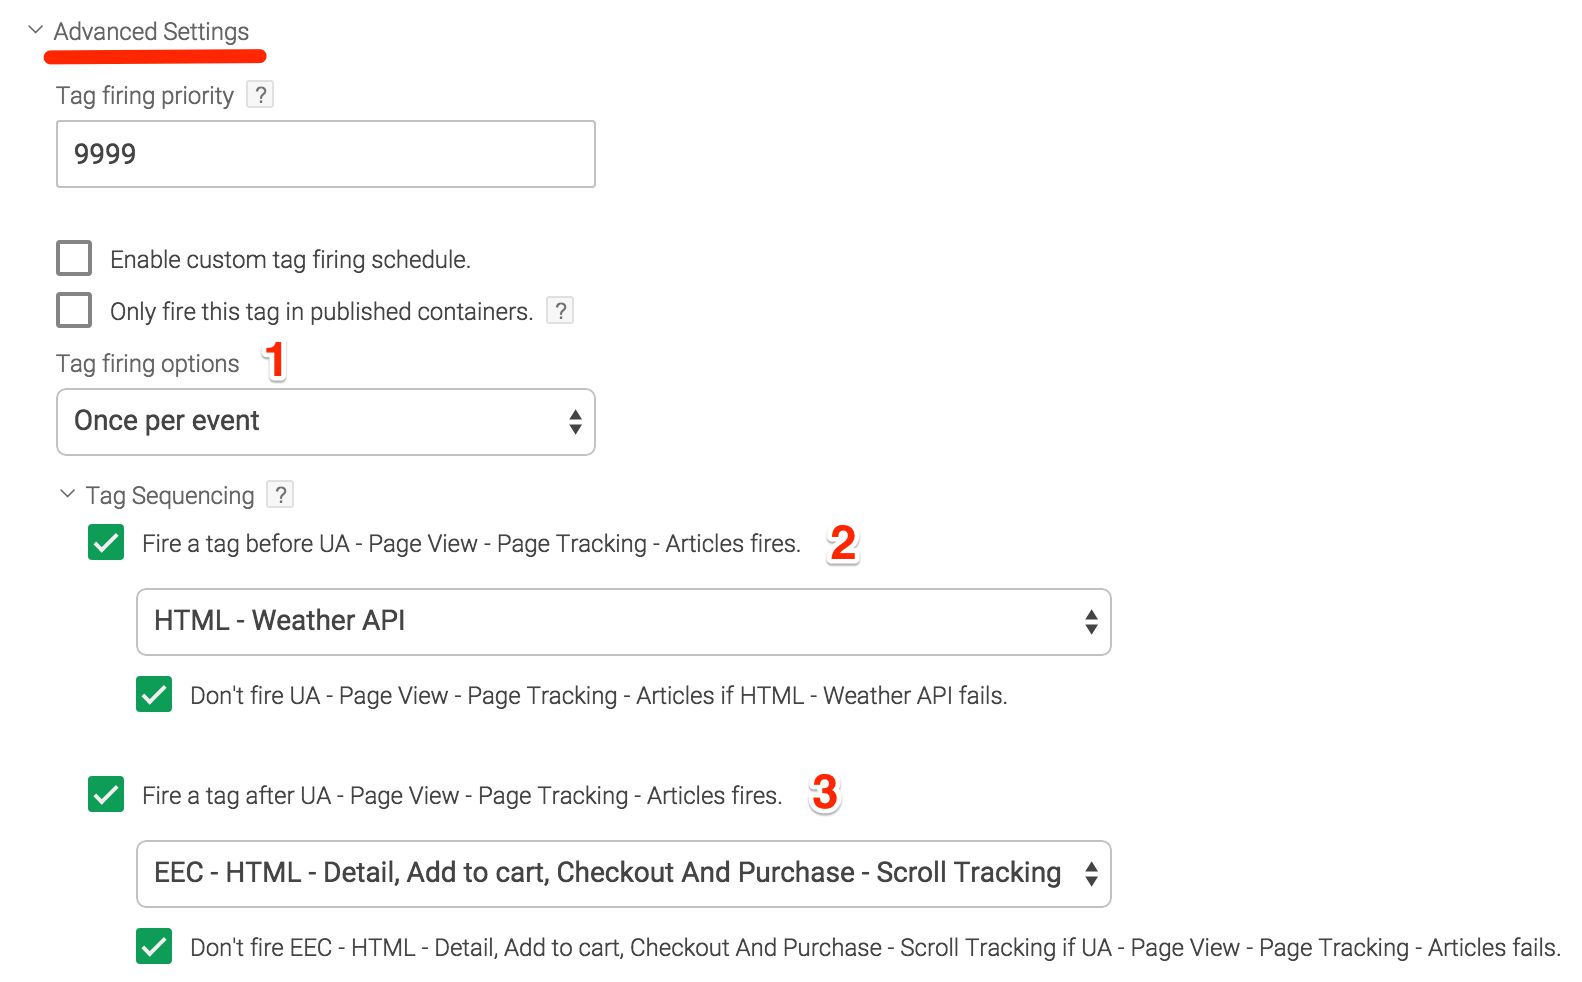 Advanced Settings
Tag firing priority ?
9999
Enable custom tag firing schedule.
Only fire this tag in published containers. ?
Tag firing options 1
Once per event
Tag Sequencing ?
Fire a tag before UA - Page View - Page Tracking - Articles fires. 2
HTML - Weather API
Don't fire UA - Page View - Page Tracking - Articles if HTML - Weather API fails.
Fire a tag after UA - Page View - Page Tracking - Articles fires. 3
EEC - HTML - Detail, Add to cart, Checkout And Purchase - Scroll Tracking
Don't fire EEC - HTML - Detail, Add to cart, Checkout And Purchase - Scroll Tracking if UA - Page View - Page Tracking - Articles fails.